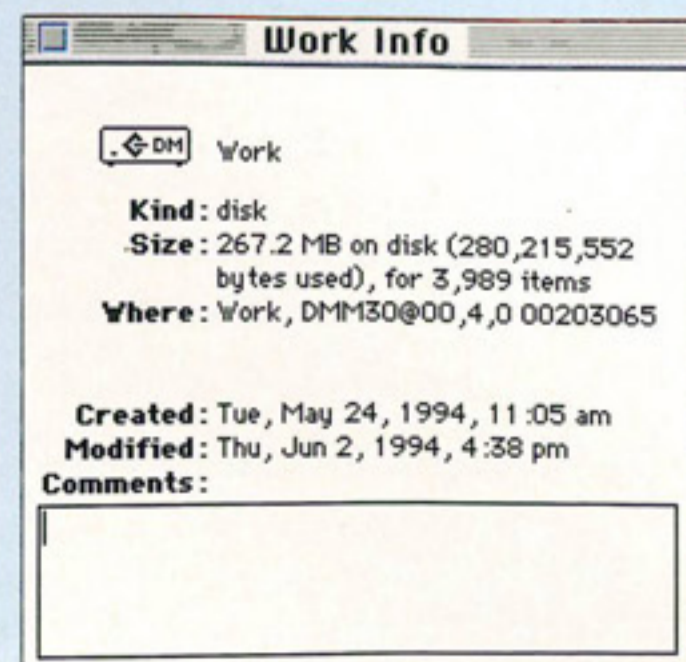 Work Info
DM Work
Kind: disk
Size: 267.2 MB on disk (280,215,552
bytes used), for 3,989 items
Where: Work, DMM30@00,4,0 00203065
Created: Tue, May 24, 1994, 11:05 am
Modified: Thu, Jun 2, 1994, 4:38 pm
Comments: